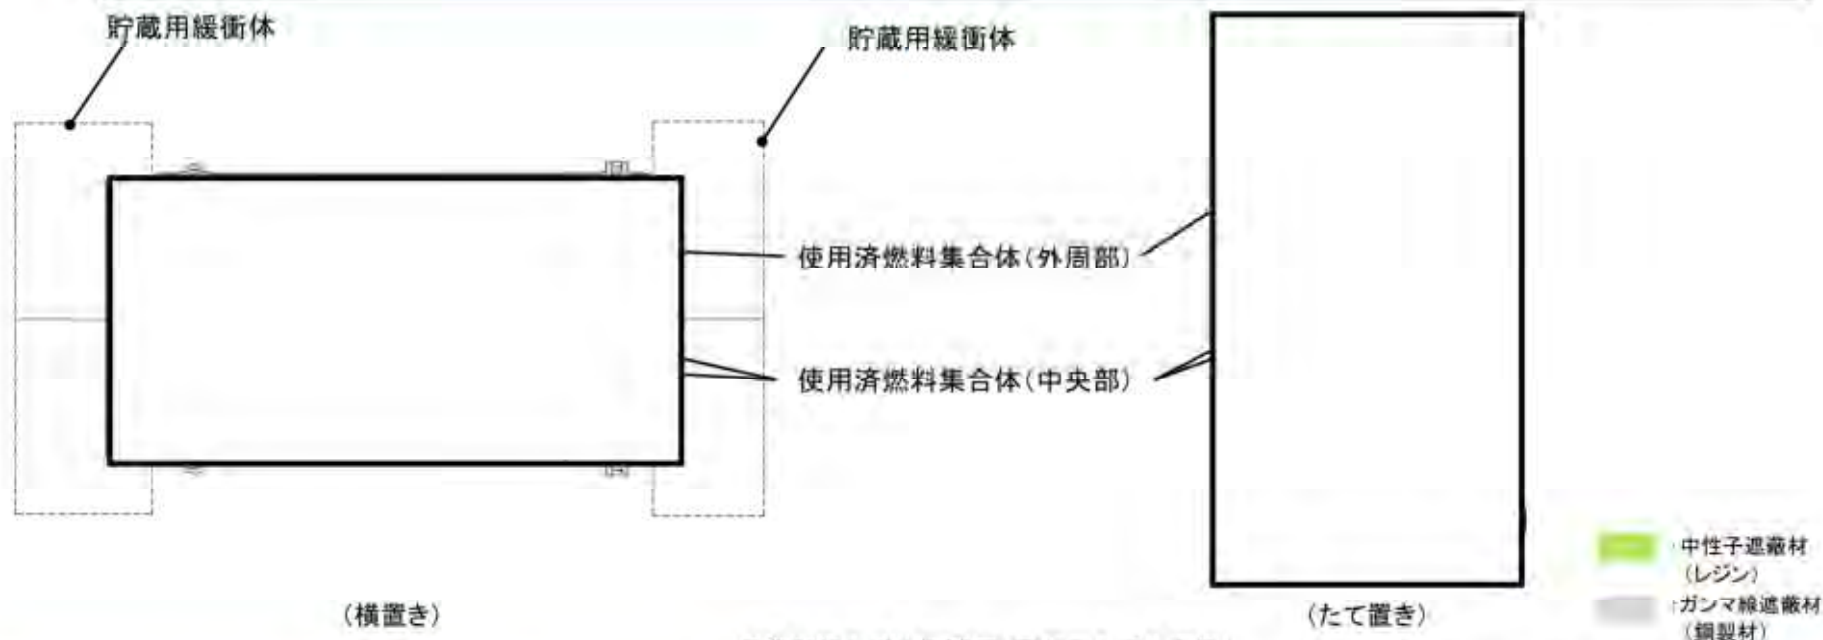 貯蔵用緩衝体
貯蔵用緩衝体
使用済燃料集合体(外周部)
使用済燃料集合体(中央部)
(横置き)
(たて置き)
中性子遮蔽材
(レジン)
ガンマ線遮蔽材
(鋼製材)